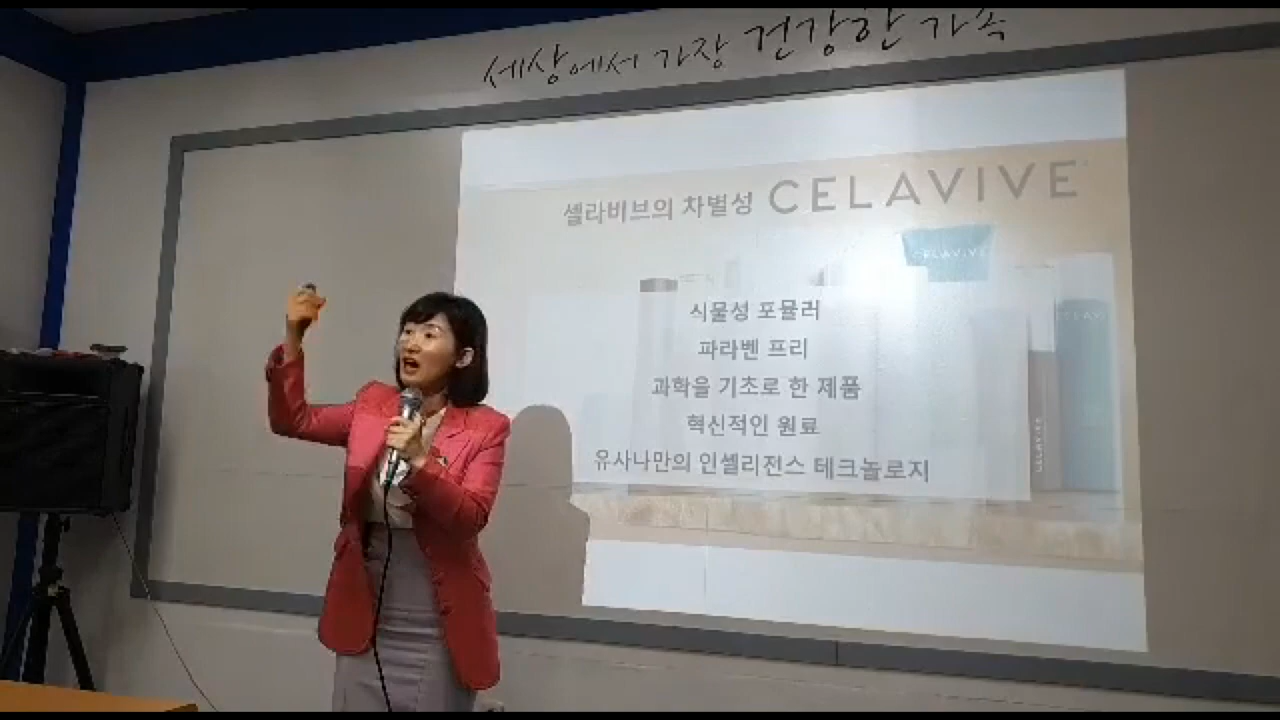 세상에서 가장 건강한 가족
셀라비브의 차별성 CELAVIVE
CELAVIVE
CELAVI
식물성 포뮬러
파라벤 프리
과학을 기초로 한 제품
혁신적인 원료
CELAVIVE
유사나만의 인셀리전스 테크놀로지